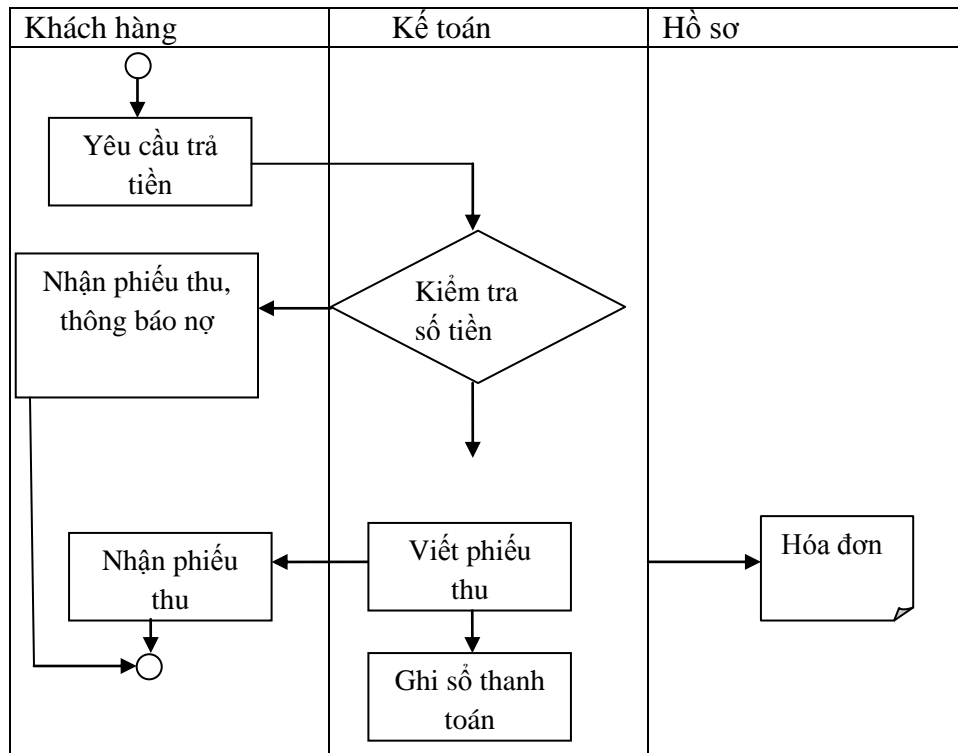 Khách hàng
Kế toán
Hồ sơ
Yêu cầu trả
tiền
Nhận phiếu thu,
thông báo nợ
Kiểm tra
số tiền
Nhận phiếu
thu
Viết phiếu
thu
Hóa đơn
Ghi sổ thanh
toán